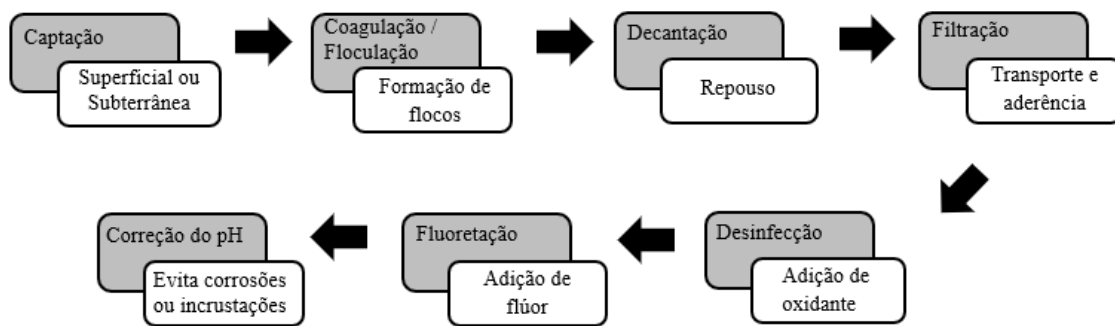 Captação
Superficial ou
Subterrânea
Coagulação /
Floculação
Formação de
flocos
Decantação
Repouso
Filtração
Transporte e
aderência
Desinfecção
Adição de
oxidante
Fluoretação
Adição de
flúor
Correção do pH
Evita corrosões
ou incrustações